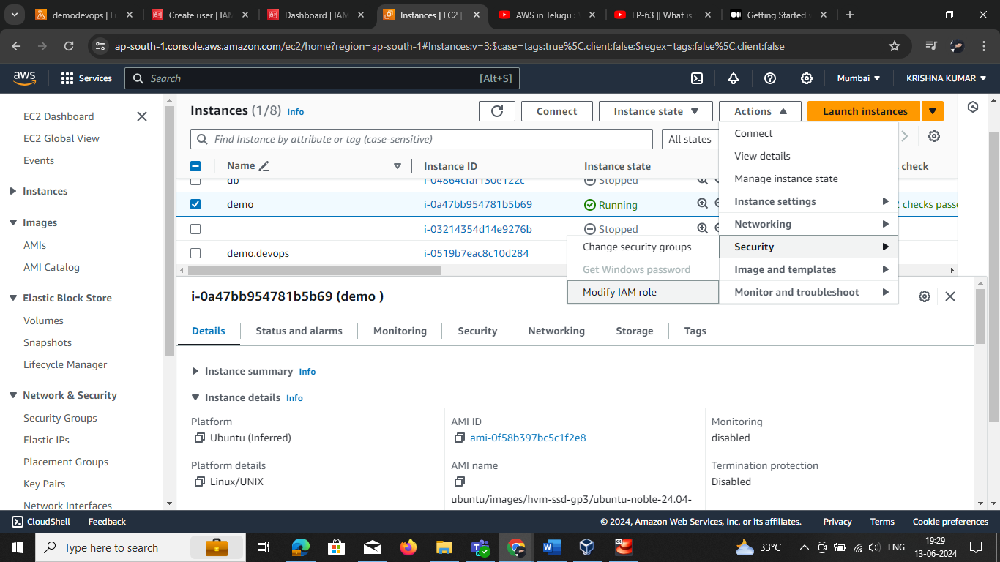 demodevops | Fu
Create user | IAM
Dashboard | IAM
Instances | EC2 |
AWS in Telugu :
EP-63 || What is
Getting Started
ap-south-1.console.aws.amazon.com/ec2/home?region=ap-south-1#Instances:v=3;$case=tags:true%5C,client:false;$regex=tags:false%5C,client:false
aws Services Search [Alt+S] Mumbai KRISHNA KUMAR
EC2 Dashboard
EC2 Global View
Events
Instances
Images
AMIs
AMI Catalog
Elastic Block Store
Volumes
Snapshots
Lifecycle Manager
Network & Security
Security Groups
Elastic IPs
Placement Groups
Key Pairs
Network Interfaces
Instances (1/8) Info
Connect Instance state Actions Launch instances
Find Instance by attribute or tag (case-sensitive) All states
Name Instance ID Instance state check
db i-04864cfaf130e122c Stopped
demo i-0a47bb954781b5b69 Running 2 checks passe
i-03214354d14e9276b Stopped
demo.devops i-0519b7eac8c10d284
Connect
View details
Manage instance state
Instance settings
Networking
Security
Image and templates
Monitor and troubleshoot
Change security groups
Get Windows password
Modify IAM role
i-0a47bb954781b5b69 (demo )
Details Status and alarms Monitoring Security Networking Storage Tags
Instance summary Info
Instance details Info
Platform
Ubuntu (Inferred)
AMI ID
ami-0f58b397bc5c1f2e8
Monitoring
disabled
Platform details
Linux/UNIX
AMI name
ubuntu/images/hvm-ssd-gp3/ubuntu-noble-24.04-
Termination protection
Disabled
CloudShell Feedback © 2024, Amazon Web Services, Inc. or its affiliates. Privacy Terms Cookie preferences
Type here to search 33°C ENG 19:29
13-06-2024